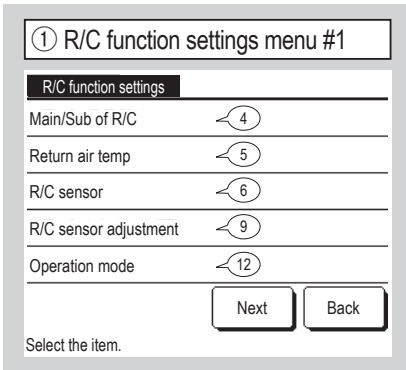 ① R/C function settings menu #1
R/C function settings
Main/Sub of R/C 4
Return air temp 5
R/C sensor 6
R/C sensor adjustment 9
Operation mode 12
Next Back
Select the item.